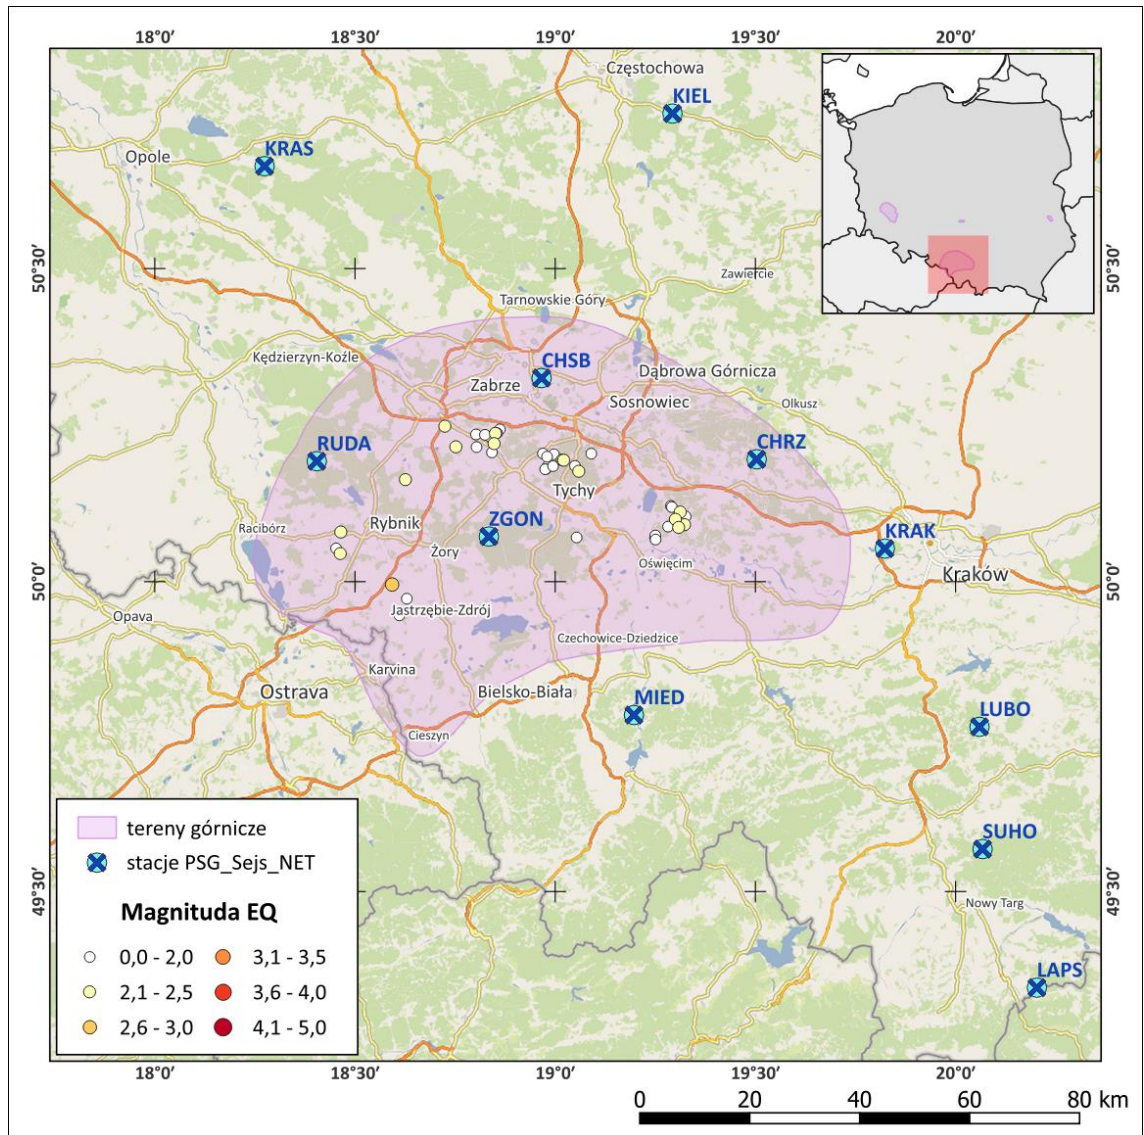 18°0′ 18°30′ 19°0′ 19°30′ 20°0′
Częstochowa
KIEL
KRAS
Opole
50°30′ 50°30′
Zawiercie
Tarnowskie Góry
Kędzierzyn-Koźle
CHSB
Dąbrowa Górnicza
Zabrze
Sosnowiec
Olkusz
RUDA
CHRZ
Tychy
Rybnik
ZGON
Racibórz
KRAK
Żory
Oświęcim
Kraków
50°0′ 50°0′
Jastrzębie-Zdrój
Opava
Czechowice-Dziedzice
Karvina
Ostrava
Bielsko-Biała
MIED
LUBO
Cieszyn
SUHO
Nowy Targ
49°30′ 49°30′
LAPS
tereny górnicze
stacje PSG_Sejs_NET
Magnituda EQ
0,0 - 2,0 3,1 - 3,5
2,1 - 2,5 3,6 - 4,0
2,6 - 3,0 4,1 - 5,0
18°0′ 18°30′ 19°0′ 19°30′ 20°0′
0 20 40 60 80 km